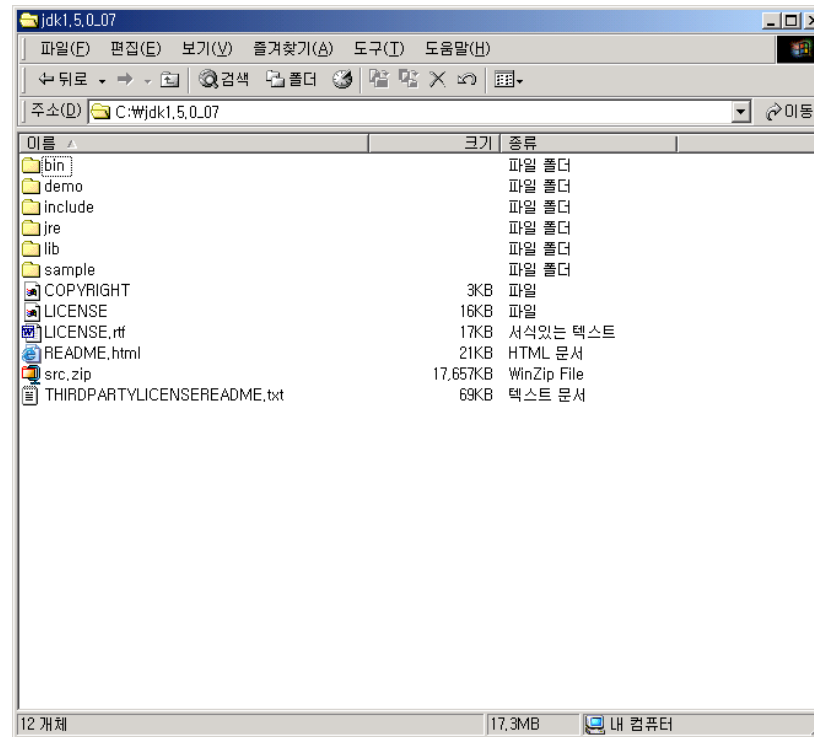 jdk1.5.0_07
파일(F) 편집(E) 보기(V) 즐겨찾기(A) 도구(T) 도움말(H)
뒤로 검색 폴더
주소(D) C:₩jdk1.5.0_07 이동
이름 크기 종류
bin 파일 폴더
demo 파일 폴더
include 파일 폴더
jre 파일 폴더
lib 파일 폴더
sample 파일 폴더
COPYRIGHT 3KB 파일
LICENSE 16KB 파일
LICENSE.rtf 17KB 서식있는 텍스트
README.html 21KB HTML 문서
src.zip 17,657KB WinZip File
THIRDPARTYLICENSEREADME.txt 69KB 텍스트 문서
12 개체 17.3MB 내 컴퓨터